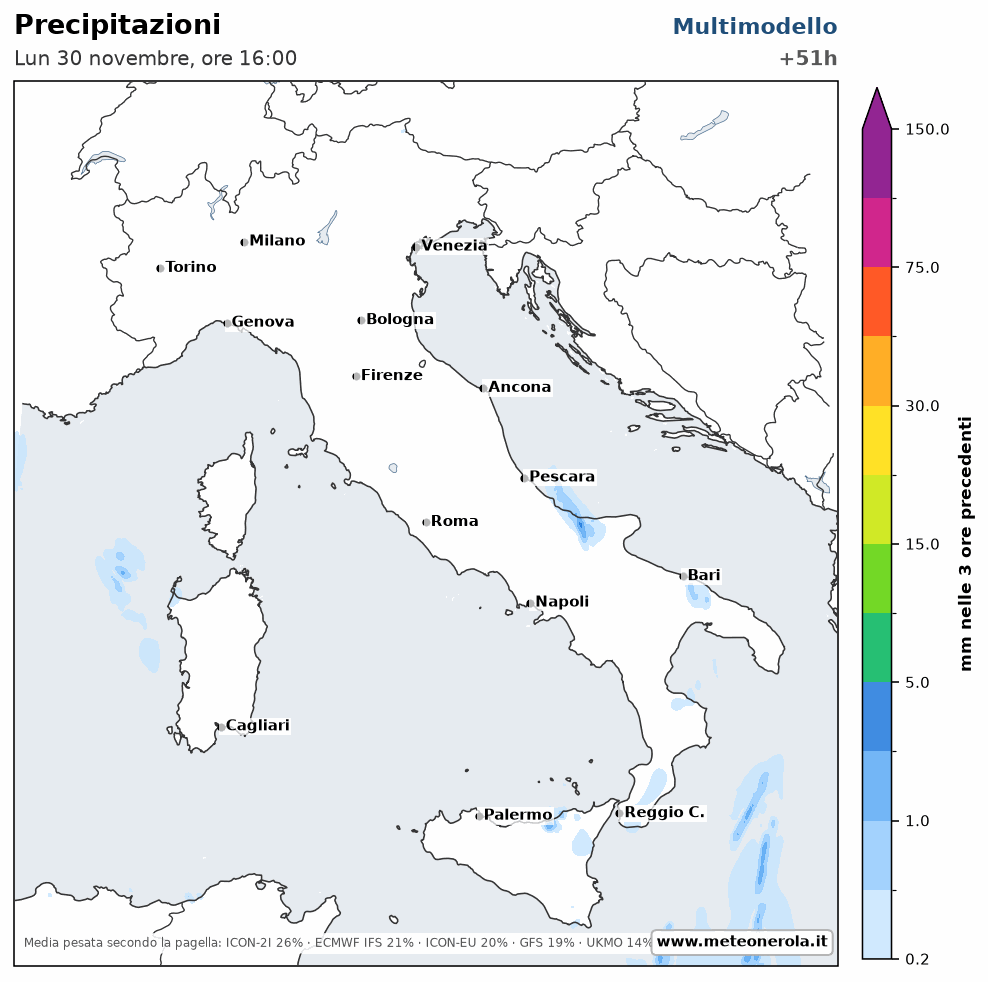 Precipitazioni
Multimodello
Lun 30 novembre, ore 16:00
+51h
150.0
75.0
30.0
15.0
5.0
1.0
0.2
mm nelle 3 ore precedenti
Milano
Venezia
Torino
Genova
Bologna
Firenze
Ancona
Pescara
Roma
Bari
Napoli
Cagliari
Palermo
Reggio C.
Media pesata secondo la pagella: ICON-2I 26% · ECMWF IFS 21% · ICON-EU 20% · GFS 19% · UKMO 14%
www.meteonerola.it